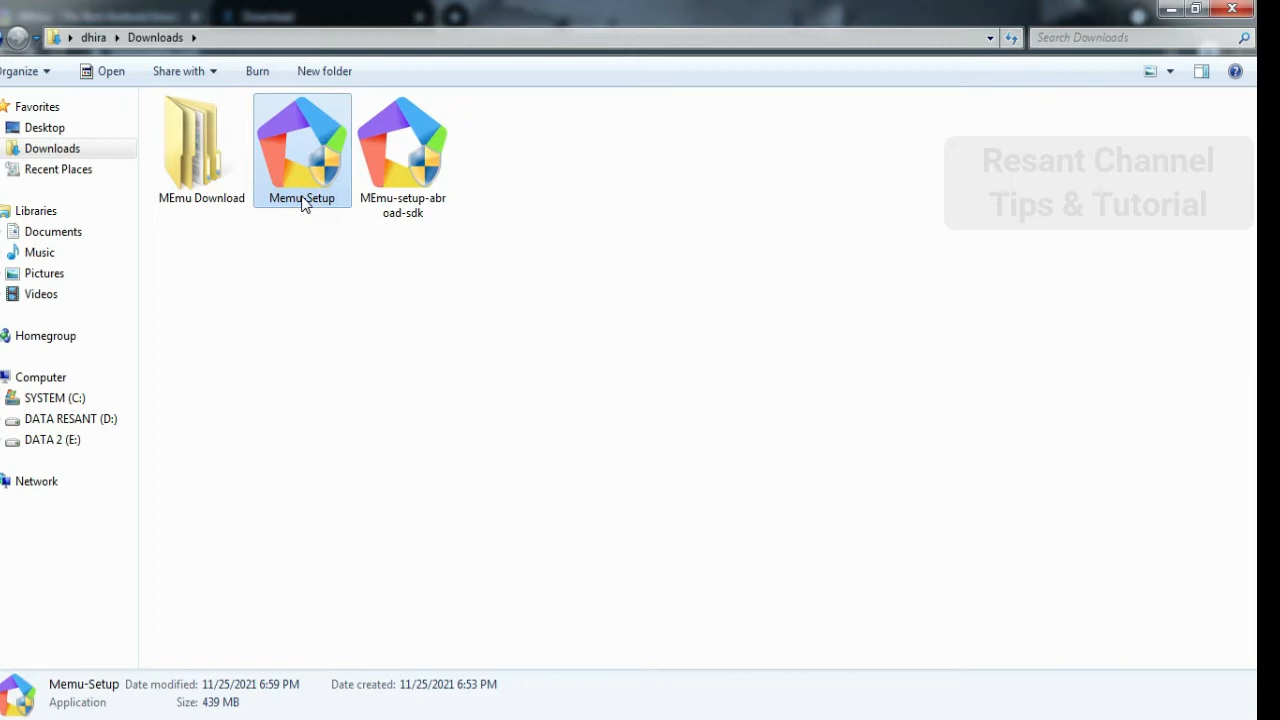 Download
dhira
Downloads
Search Downloads
Organize
Open
Share with
Burn
New folder
Favorites
Desktop
Downloads
Recent Places
Libraries
Documents
Music
Pictures
Videos
Homegroup
Computer
SYSTEM (C:)
DATA RESANT (D:)
DATA 2 (E:)
Network
MEmu Download
Memu-Setup
MEmu-setup-abr
oad-sdk
Resant Channel
Tips & Tutorial
Memu-Setup Date modified: 11/25/2021 6:59 PM Date created: 11/25/2021 6:53 PM
Application Size: 439 MB